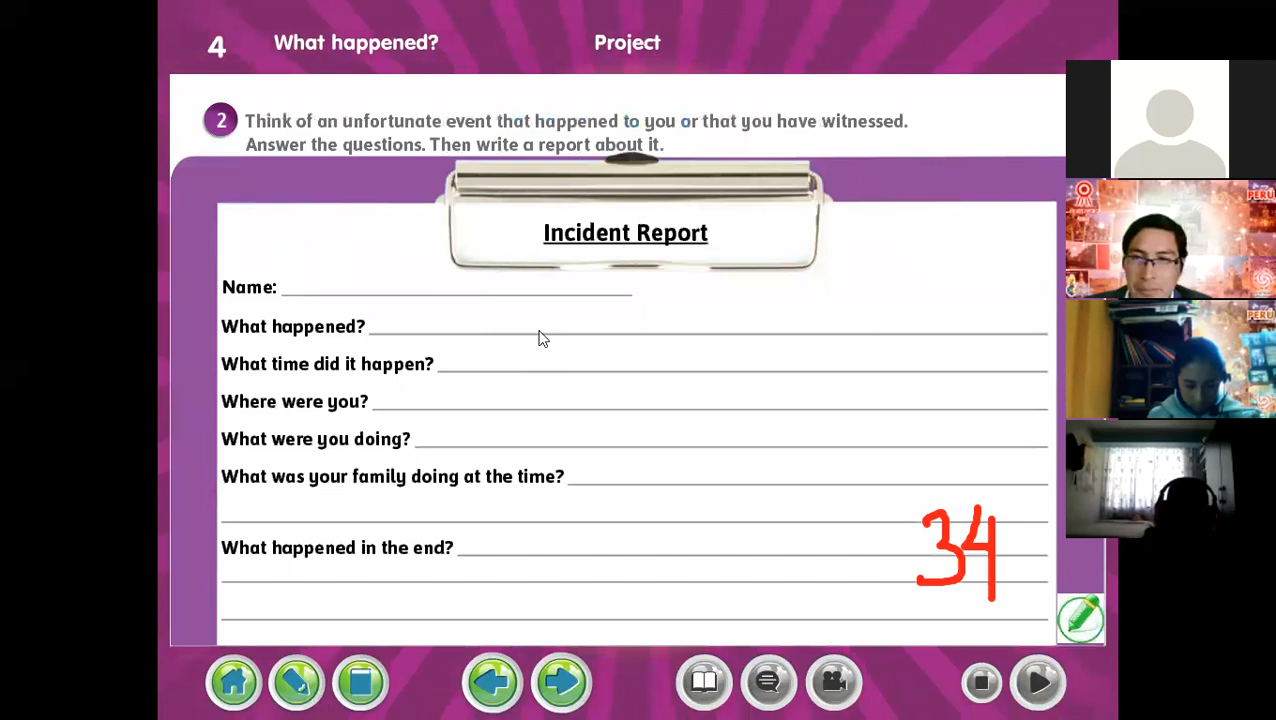 4 What happened? Project
2 Think of an unfortunate event that happened to you or that you have witnessed.
Answer the questions. Then write a report about it.
Incident Report
Name:
What happened?
What time did it happen?
Where were you?
What were you doing?
What was your family doing at the time?
What happened in the end?
34
PERÚ
PERÚ